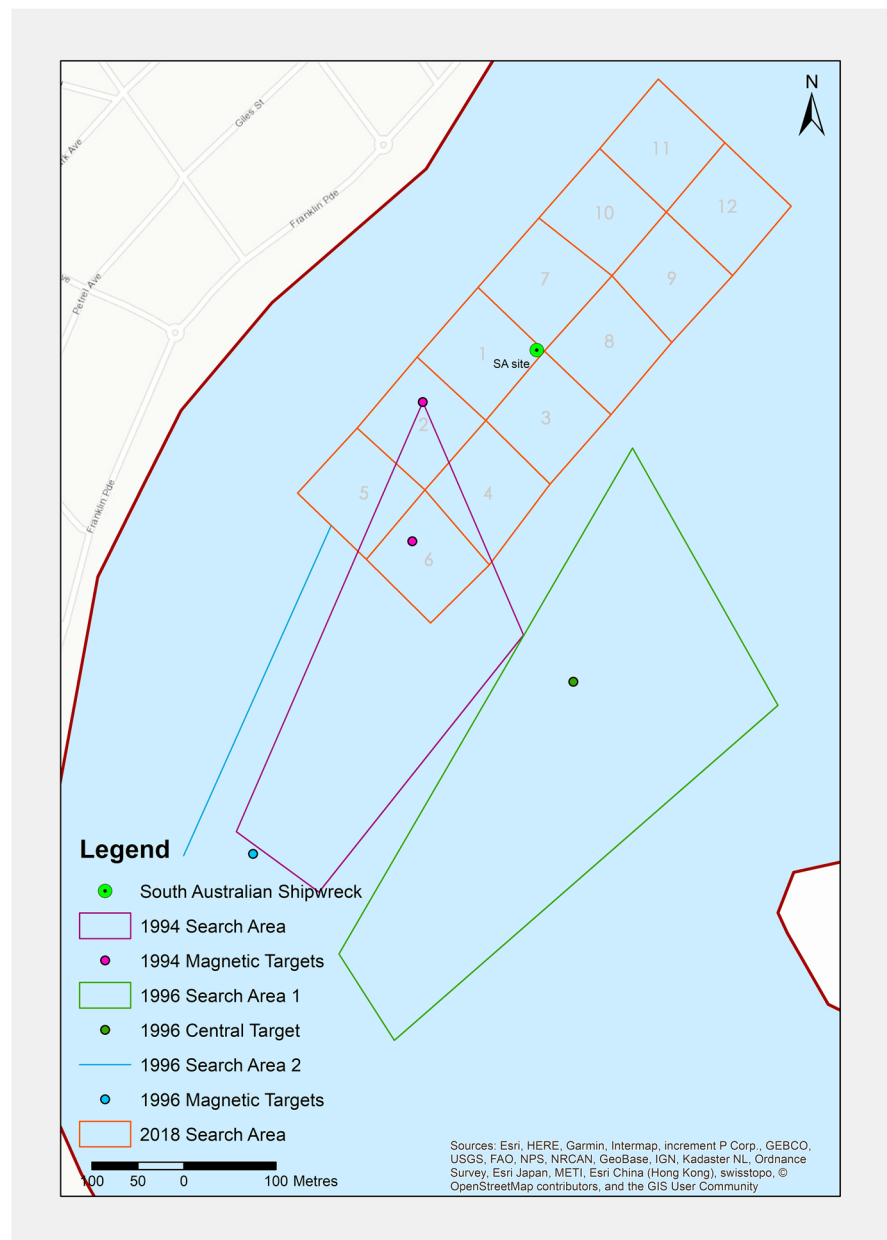 N
Giles St
rk Ave
Franklin Pde
Petrel Ave
Franklin Pde
11
12
10
9
7
8
1
SA site
3
2
4
5
6
Legend
South Australian Shipwreck
1994 Search Area
1994 Magnetic Targets
1996 Search Area 1
1996 Central Target
1996 Search Area 2
1996 Magnetic Targets
2018 Search Area
100 50 0 100 Metres
Sources: Esri, HERE, Garmin, Intermap, increment P Corp., GEBCO,
USGS, FAO, NPS, NRCAN, GeoBase, IGN, Kadaster NL, Ordnance
Survey, Esri Japan, METI, Esri China (Hong Kong), swisstopo, ©
OpenStreetMap contributors, and the GIS User Community